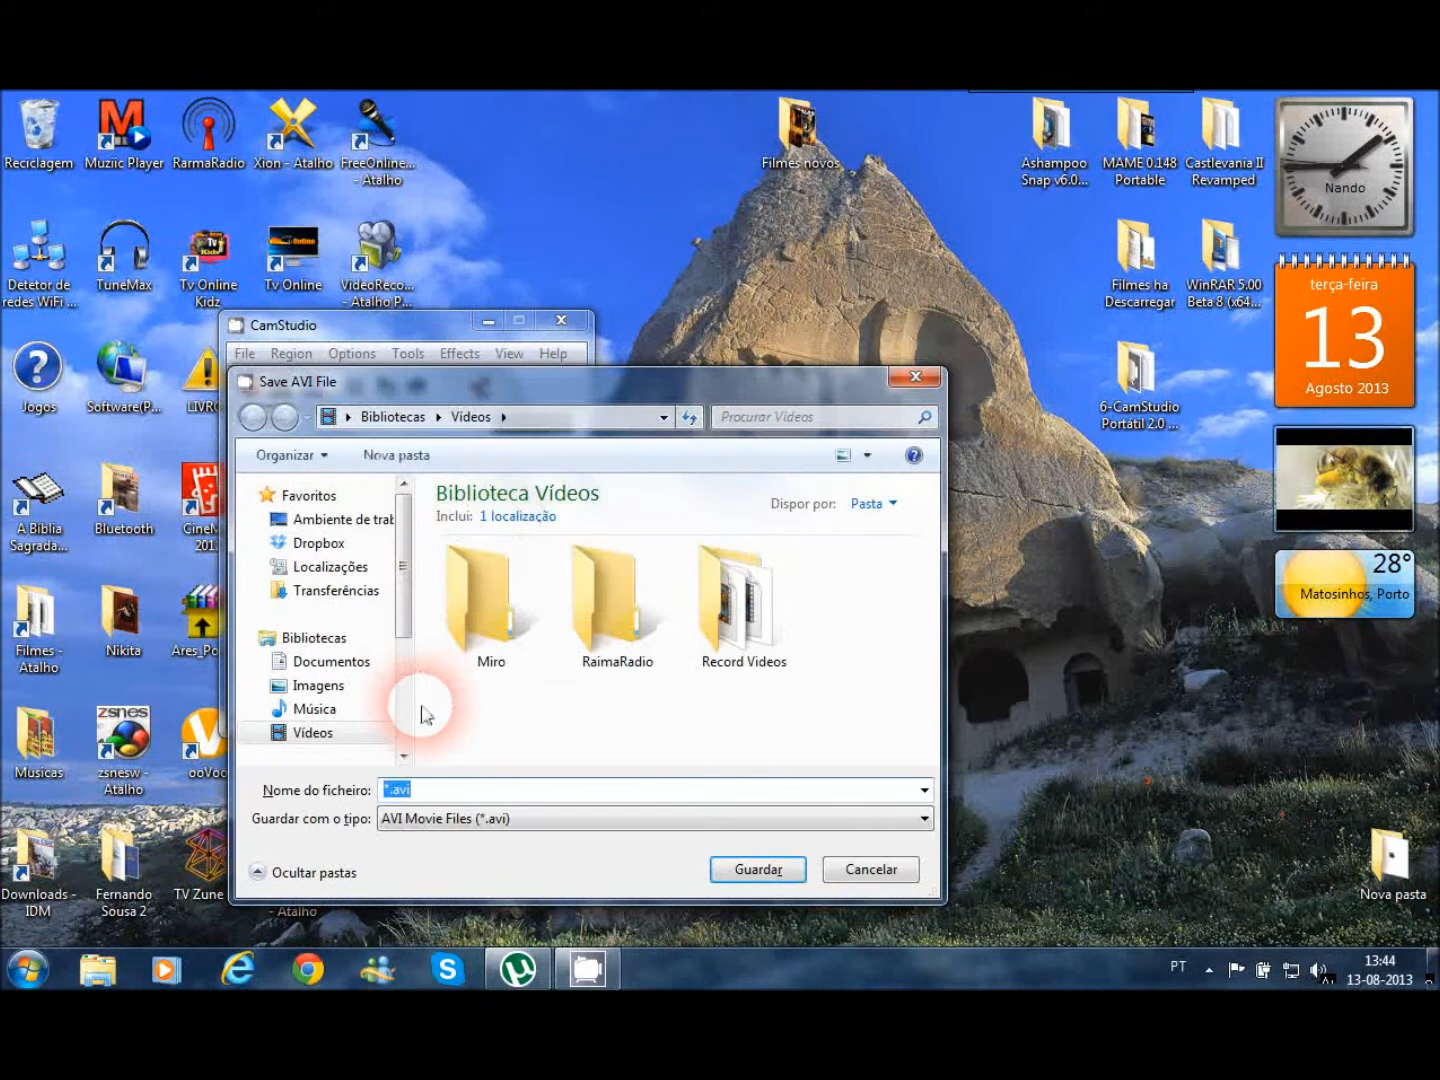 Reciclagem
Muziic Player
RarmaRadio
Xion - Atalho
FreeOnline...
- Atalho
Filmes novos
Ashampoo
Snap v6.0...
MAME 0.148
Portable
Castlevania II
Revamped
Nando
Detetor de
redes WiFi ...
TuneMax
Tv Online
Kidz
Tv Online
VideoReco...
- Atalho P...
Filmes ha
Descarregar
WinRAR 5.00
Beta 8 (x64...
terça-feira
13
Agosto 2013
Jogos
Software(P...
LIVRO
6-CamStudio
Portátil 2.0 ...
CamStudio
File Region Options Tools Effects View Help
Save AVI File
Bibliotecas Vídeos
Procurar Vídeos
Organizar
Nova pasta
Favoritos
Ambiente de trab
Dropbox
Localizações
Transferências
Bibliotecas
Documentos
Imagens
Música
Vídeos
Biblioteca Vídeos
Inclui: 1 localização
Dispor por: Pasta
Miro
RaimaRadio
Record Videos
Nome do ficheiro: *.avi
Guardar com o tipo: AVI Movie Files (*.avi)
Ocultar pastas
Guardar
Cancelar
A Bíblia
Sagrada...
Bluetooth
CineM
201
28°
Matosinhos, Porto
Filmes -
Atalho
Nikita
Ares_Po
Musicas
zsnes
zsnesw -
Atalho
ooVoo
Downloads -
IDM
Fernando
Sousa 2
TV Zune
- Atalho
Nova pasta
PT
13:44
13-08-2013